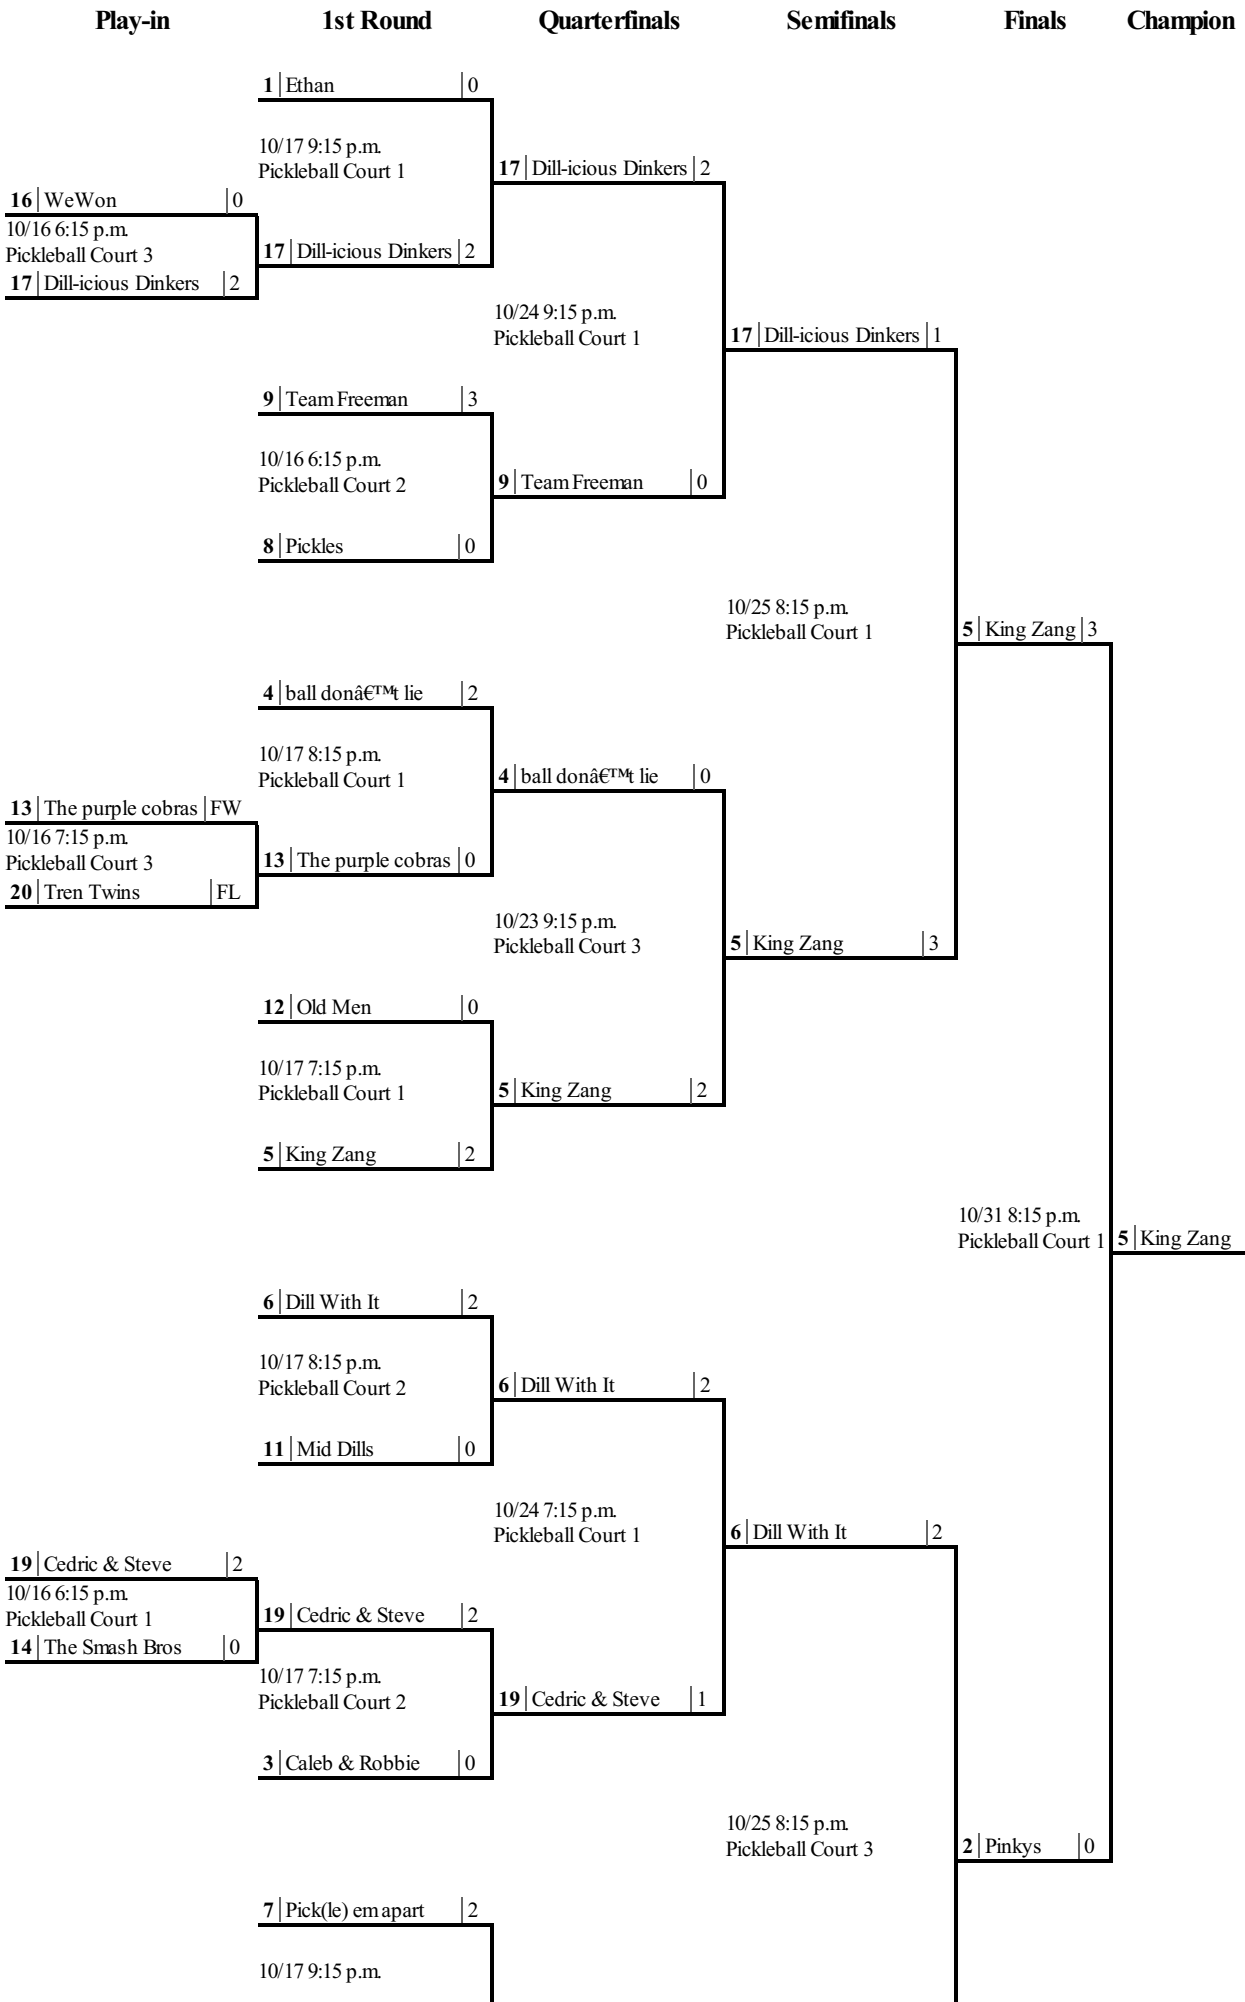 Play-in 1st Round Quarterfinals Semifinals Finals Champion
1 Ethan 0
10/17 9:15 p.m.
Pickleball Court 1
17 Dill-icious Dinkers 2
16 WeWon 0
10/16 6:15 p.m.
Pickleball Court 3
17 Dill-icious Dinkers 2
17 Dill-icious Dinkers 2
10/24 9:15 p.m.
Pickleball Court 1
17 Dill-icious Dinkers 1
9 Team Freeman 3
10/16 6:15 p.m.
Pickleball Court 2
9 Team Freeman 0
8 Pickles 0
10/25 8:15 p.m.
Pickleball Court 1
5 King Zang 3
4 ball donâ€™t lie 2
10/17 8:15 p.m.
Pickleball Court 1
4 ball donâ€™t lie 0
13 The purple cobras FW
10/16 7:15 p.m.
Pickleball Court 3
13 The purple cobras 0
20 Tren Twins FL
10/23 9:15 p.m.
Pickleball Court 3
5 King Zang 3
12 Old Men 0
10/17 7:15 p.m.
Pickleball Court 1
5 King Zang 2
5 King Zang 2
10/31 8:15 p.m.
Pickleball Court 1
5 King Zang
6 Dill With It 2
10/17 8:15 p.m.
Pickleball Court 2
6 Dill With It 2
11 Mid Dills 0
10/24 7:15 p.m.
Pickleball Court 1
6 Dill With It 2
19 Cedric & Steve 2
10/16 6:15 p.m.
Pickleball Court 1
19 Cedric & Steve 2
14 The Smash Bros 0
10/17 7:15 p.m.
Pickleball Court 2
19 Cedric & Steve 1
3 Caleb & Robbie 0
10/25 8:15 p.m.
Pickleball Court 3
2 Pinkys 0
7 Pick(le) em apart 2
10/17 9:15 p.m.